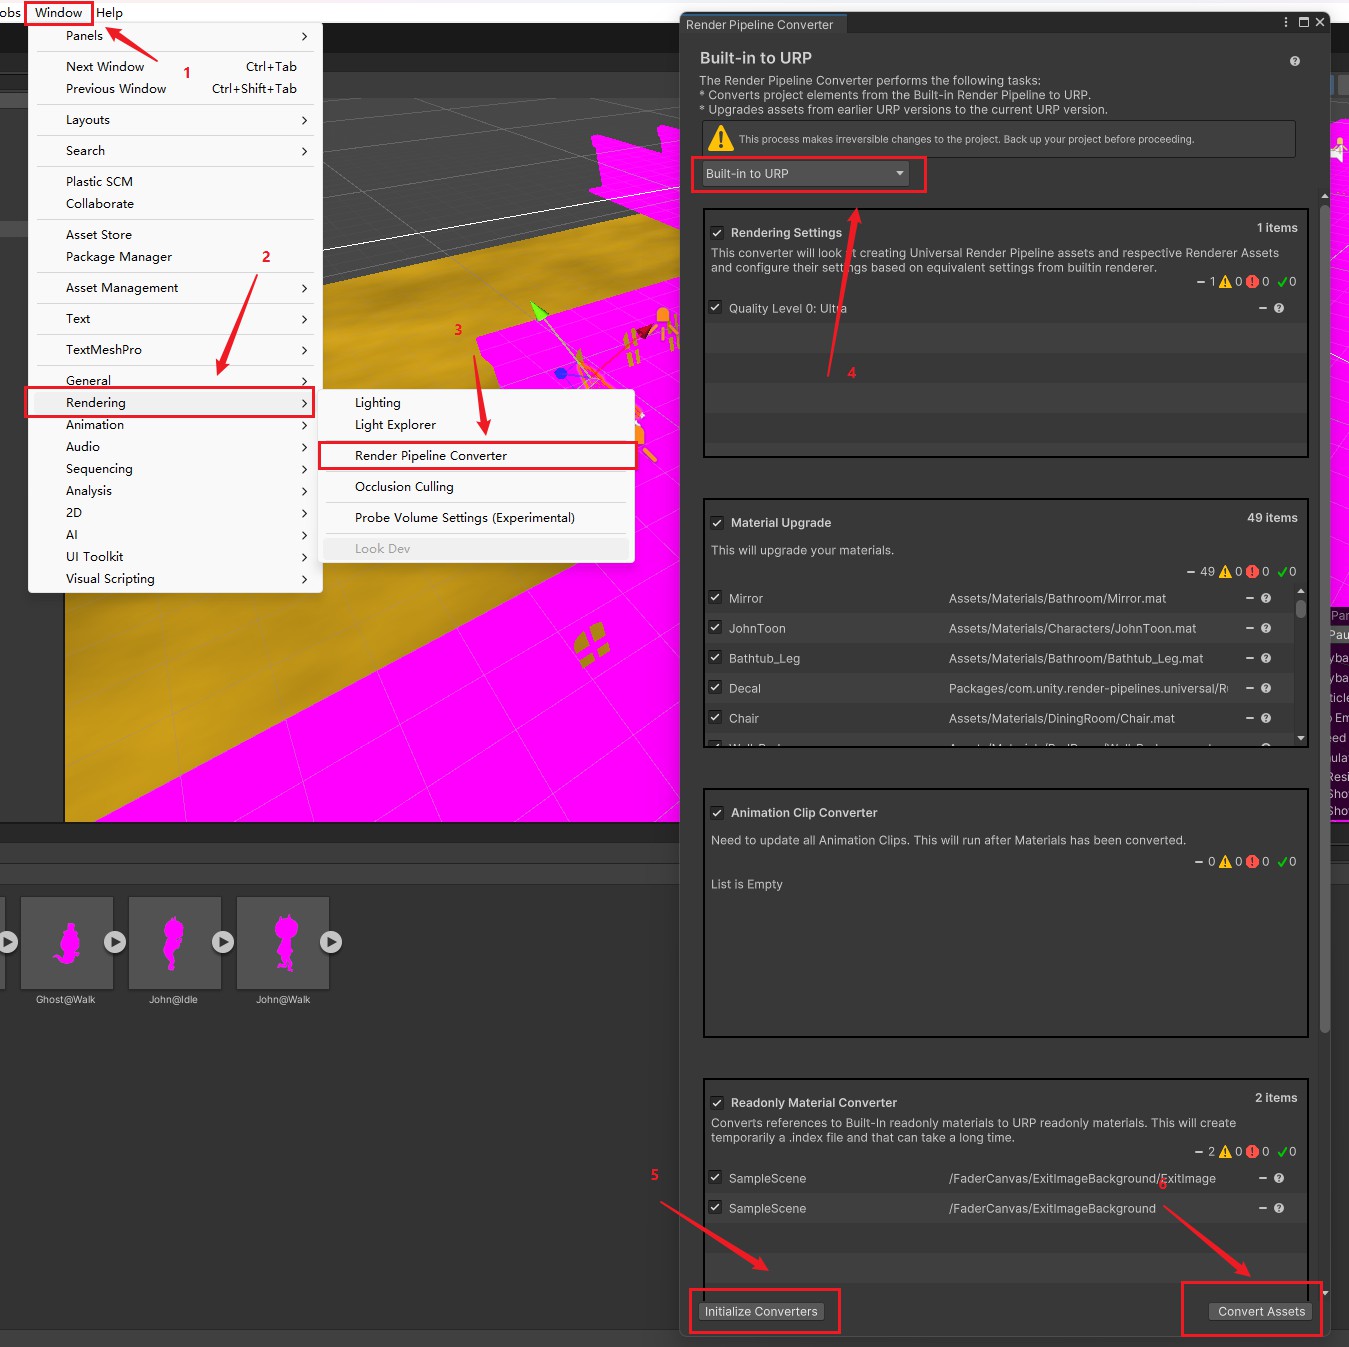 obs Window Help
1
Panels
Next Window Ctrl+Tab
Previous Window Ctrl+Shift+Tab
Layouts
Search
Plastic SCM
Collaborate
Asset Store
Package Manager
2
Asset Management
Text
TextMeshPro
General
Rendering
Animation
Audio
Sequencing
Analysis
2D
AI
UI Toolkit
Visual Scripting
3
Lighting
Light Explorer
Render Pipeline Converter
Occlusion Culling
Probe Volume Settings (Experimental)
Look Dev
Ghost@Walk
John@Idle
John@Walk
Render Pipeline Converter
Built-in to URP
The Render Pipeline Converter performs the following tasks:
* Converts project elements from the Built-in Render Pipeline to URP.
* Upgrades assets from earlier URP versions to the current URP version.
This process makes irreversible changes to the project. Back up your project before proceeding.
Built-in to URP
4
Rendering Settings 1 items
This converter will look at creating Universal Render Pipeline assets and respective Renderer Assets
and configure their settings based on equivalent settings from builtin renderer.
1 0 0 0
Quality Level 0: Ultra
Material Upgrade 49 items
This will upgrade your materials.
49 0 0 0
Mirror Assets/Materials/Bathroom/Mirror.mat
JohnToon Assets/Materials/Characters/JohnToon.mat
Bathtub_Leg Assets/Materials/Bathroom/Bathtub_Leg.mat
Decal Packages/com.unity.render-pipelines.universal/R
Chair Assets/Materials/DiningRoom/Chair.mat
Animation Clip Converter
Need to update all Animation Clips. This will run after Materials has been converted.
0 0 0 0
List is Empty
Readonly Material Converter 2 items
Converts references to Built-In readonly materials to URP readonly materials. This will create
temporarily a .index file and that can take a long time.
2 0 0 0
5
SampleScene /FaderCanvas/ExitImageBackground/ExitImage
6
SampleScene /FaderCanvas/ExitImageBackground
Initialize Converters
Convert Assets